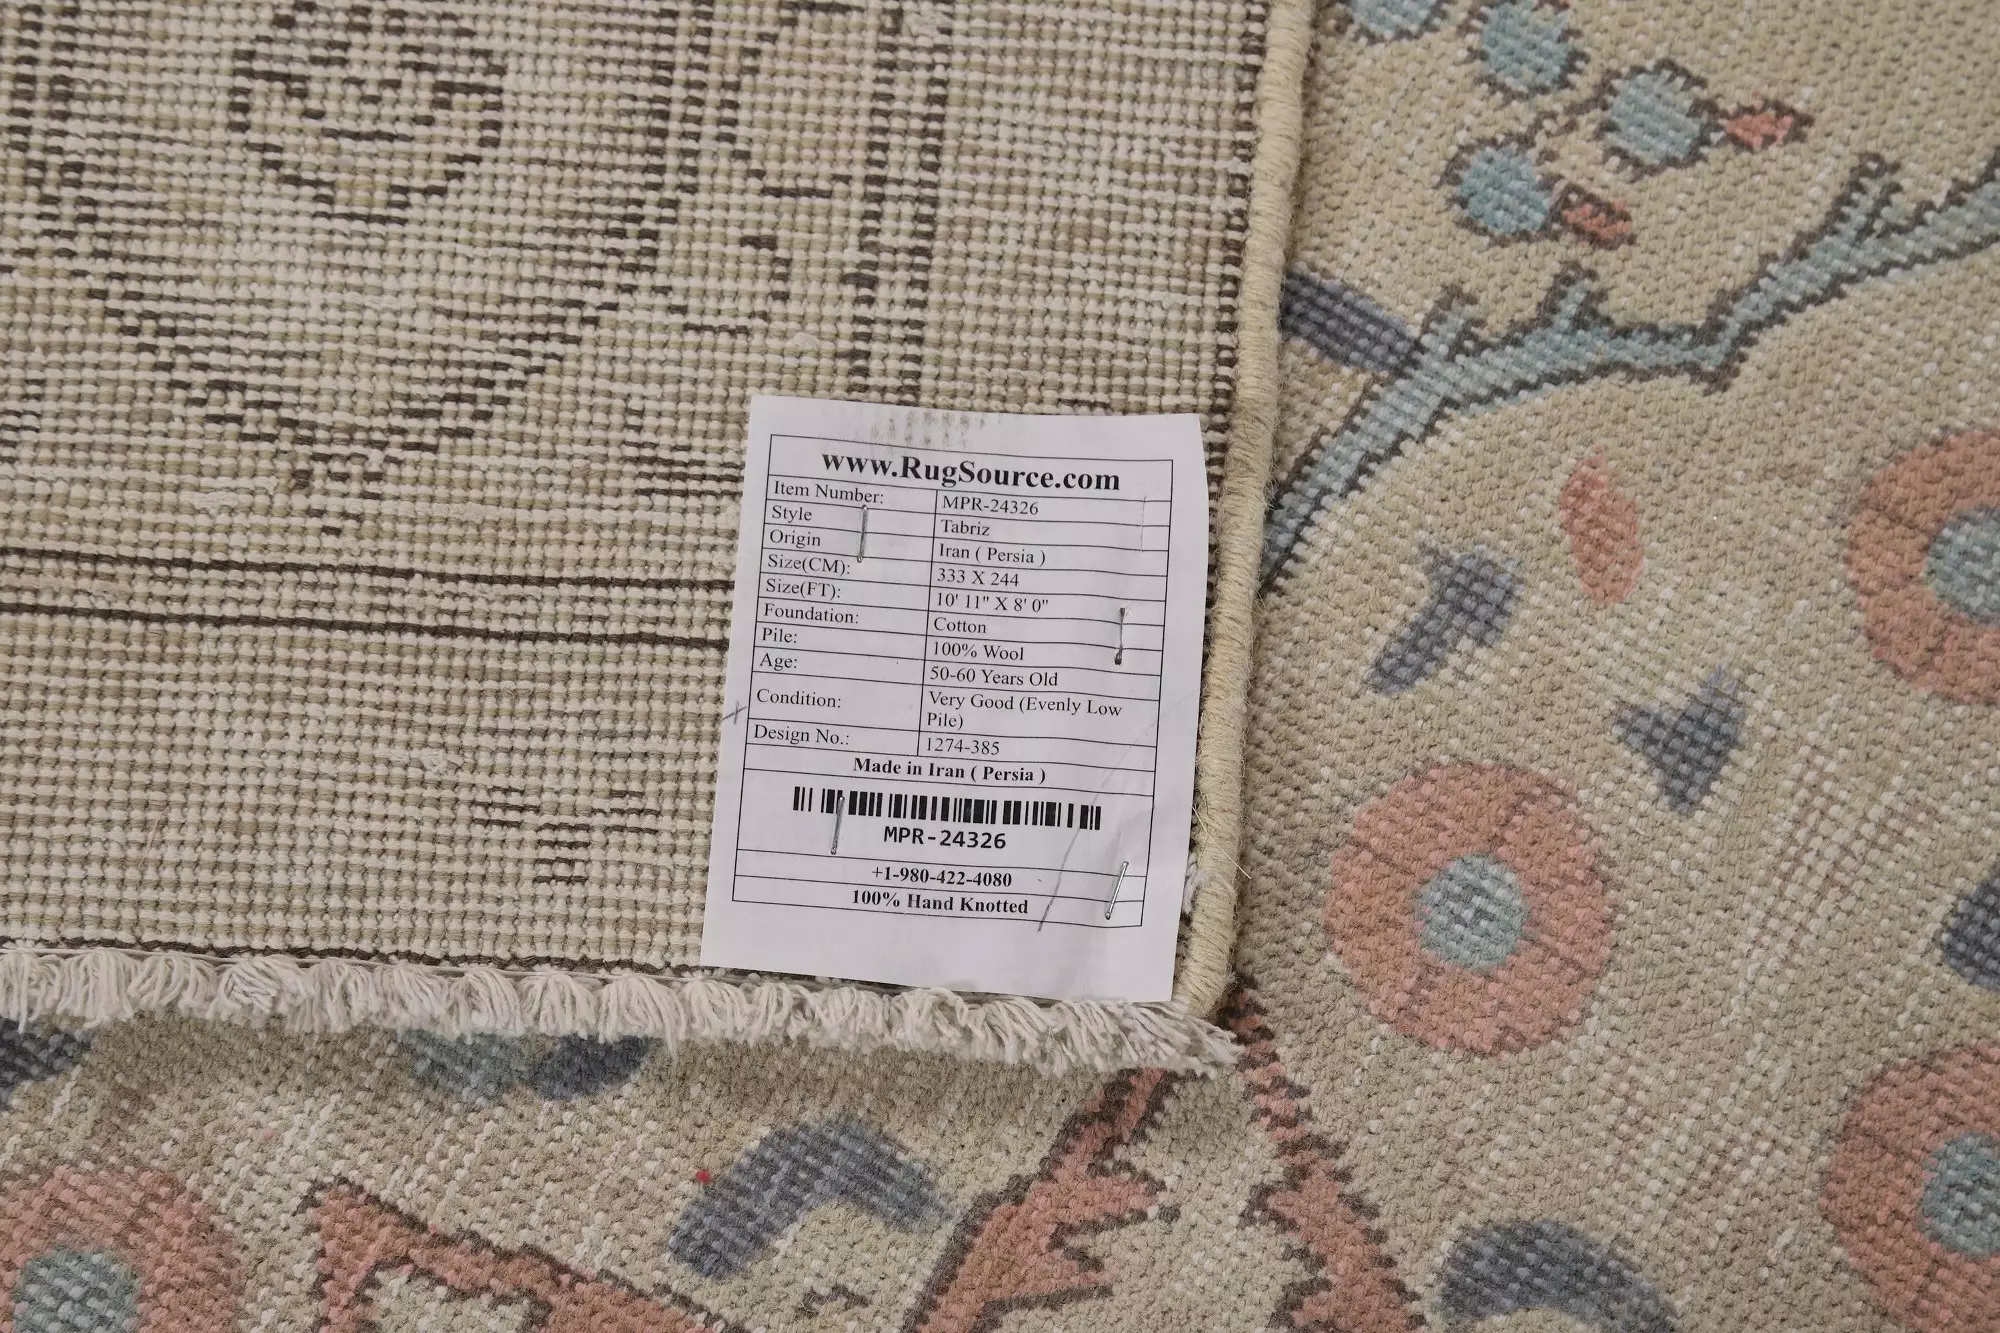 www.RugSource.com
Item Number: MPR-24326
Style Tabriz
Origin Iran ( Persia )
Size(CM): 333 X 244
Size(FT): 10' 11" X 8' 0"
Foundation: Cotton
Pile: 100% Wool
Age: 50-60 Years Old
Condition: Very Good (Evenly Low
Pile)
Design No.: 1274-385
Made in Iran ( Persia )
MPR-24326
+1-980-422-4080
100% Hand Knotted